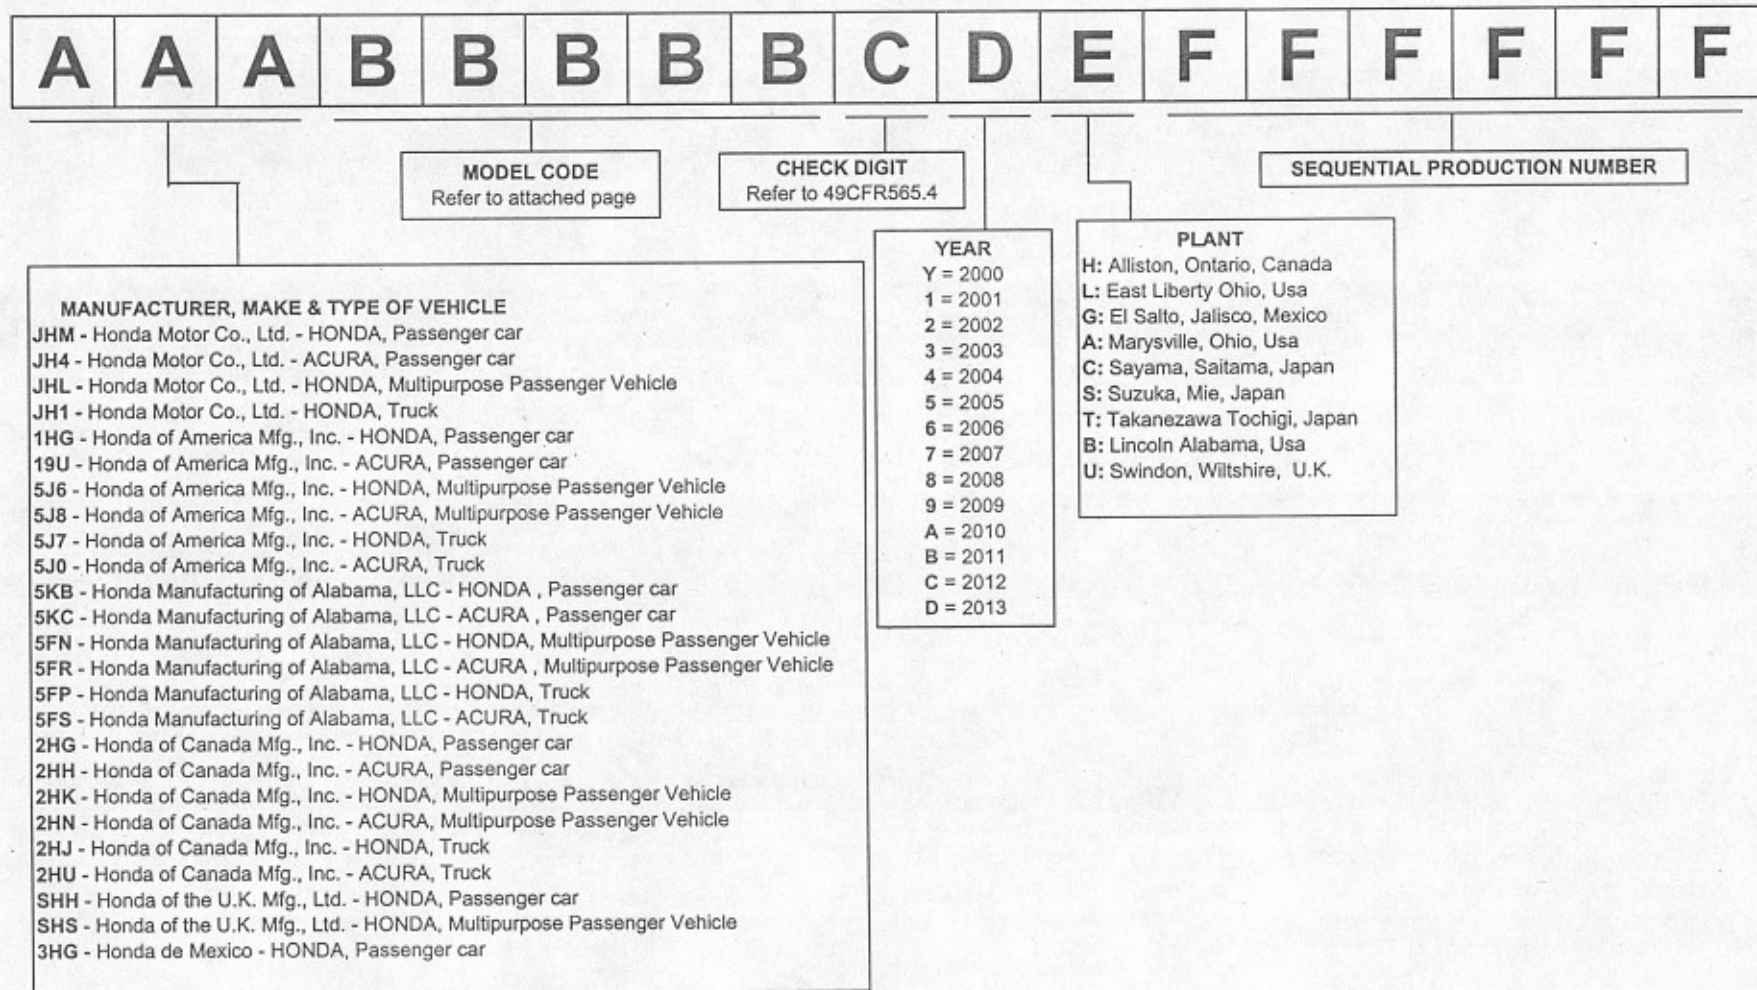 A A A B B B B B C D E F F F F F F
MODEL CODE
Refer to attached page
CHECK DIGIT
Refer to 49CFR565.4
SEQUENTIAL PRODUCTION NUMBER
MANUFACTURER, MAKE & TYPE OF VEHICLE
JHM - Honda Motor Co., Ltd. - HONDA, Passenger car
JH4 - Honda Motor Co., Ltd. - ACURA, Passenger car
JHL - Honda Motor Co., Ltd. - HONDA, Multipurpose Passenger Vehicle
JH1 - Honda Motor Co., Ltd. - HONDA, Truck
1HG - Honda of America Mfg., Inc. - HONDA, Passenger car
19U - Honda of America Mfg., Inc. - ACURA, Passenger car
5J6 - Honda of America Mfg., Inc. - HONDA, Multipurpose Passenger Vehicle
5J8 - Honda of America Mfg., Inc. - ACURA, Multipurpose Passenger Vehicle
5J7 - Honda of America Mfg., Inc. - HONDA, Truck
5J0 - Honda of America Mfg., Inc. - ACURA, Truck
5KB - Honda Manufacturing of Alabama, LLC - HONDA , Passenger car
5KC - Honda Manufacturing of Alabama, LLC - ACURA , Passenger car
5FN - Honda Manufacturing of Alabama, LLC - HONDA, Multipurpose Passenger Vehicle
5FR - Honda Manufacturing of Alabama, LLC - ACURA , Multipurpose Passenger Vehicle
5FP - Honda Manufacturing of Alabama, LLC - HONDA, Truck
5FS - Honda Manufacturing of Alabama, LLC - ACURA, Truck
2HG - Honda of Canada Mfg., Inc. - HONDA, Passenger car
2HH - Honda of Canada Mfg., Inc. - ACURA, Passenger car
2HK - Honda of Canada Mfg., Inc. - HONDA, Multipurpose Passenger Vehicle
2HN - Honda of Canada Mfg., Inc. - ACURA, Multipurpose Passenger Vehicle
2HJ - Honda of Canada Mfg., Inc. - HONDA, Truck
2HU - Honda of Canada Mfg., Inc. - ACURA, Truck
SHH - Honda of the U.K. Mfg., Ltd. - HONDA, Passenger car
SHS - Honda of the U.K. Mfg., Ltd. - HONDA, Multipurpose Passenger Vehicle
3HG - Honda de Mexico - HONDA, Passenger car
YEAR
Y = 2000
1 = 2001
2 = 2002
3 = 2003
4 = 2004
5 = 2005
6 = 2006
7 = 2007
8 = 2008
9 = 2009
A = 2010
B = 2011
C = 2012
D = 2013
PLANT
H: Alliston, Ontario, Canada
L: East Liberty Ohio, Usa
G: El Salto, Jalisco, Mexico
A: Marysville, Ohio, Usa
C: Sayama, Saitama, Japan
S: Suzuka, Mie, Japan
T: Takanezawa Tochigi, Japan
B: Lincoln Alabama, Usa
U: Swindon, Wiltshire, U.K.